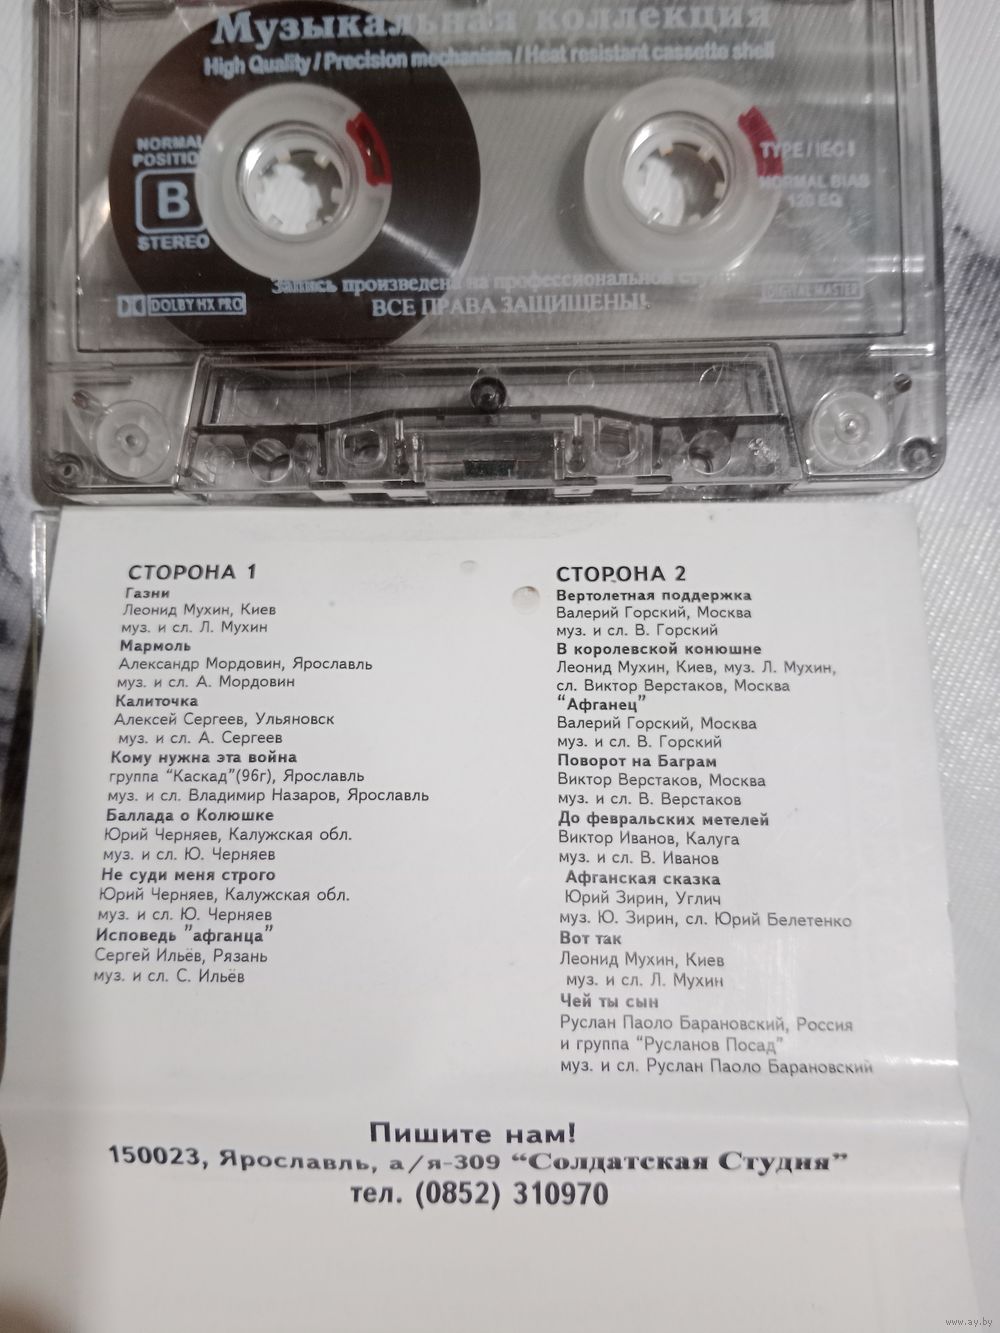 Музыкальная коллекция
High Quality / Precision mechanism / Heat resistant cassette shell
NORMAL
POSITION
B
STEREO
TYPE I IEC I
NORMAL BIAS
120 EQ
Запись произведена на профессиональной
ВСЕ ПРАВА ЗАЩИЩЕНЫ!
DOLBY HX PRO
DIGITAL MASTER
СТОРОНА 1
Газни
Леонид Мухин, Киев
муз. и сл. Л. Мухин
Мармоль
Александр Мордовин, Ярославль
муз. и сл. А. Мордовин
Калиточка
Алексей Сергеев, Ульяновск
муз. и сл. А. Сергеев
Кому нужна эта война
группа “Каскад”(96г), Ярославль
муз. и сл. Владимир Назаров, Ярославль
Баллада о Колюшке
Юрий Черняев, Калужская обл.
муз. и сл. Ю. Черняев
Не суди меня строго
Юрий Черняев, Калужская обл.
муз. и сл. Ю. Черняев
Исповедь ”афганца”
Сергей Ильёв, Рязань
муз. и сл. С. Ильёв
СТОРОНА 2
Вертолетная поддержка
Валерий Горский, Москва
муз. и сл. В. Горский
В королевской конюшне
Леонид Мухин, Киев, муз. Л. Мухин,
сл. Виктор Верстаков, Москва
“Афганец”
Валерий Горский, Москва
муз. и сл. В. Горский
Поворот на Баграм
Виктор Верстаков, Москва
муз. и сл. В. Верстаков
До февральских метелей
Виктор Иванов, Калуга
муз. и сл. В. Иванов
Афганская сказка
Юрий Зирин, Углич
муз. Ю. Зирин, сл. Юрий Белетенко
Вот так
Леонид Мухин, Киев
муз. и сл. Л. Мухин
Чей ты сын
Руслан Паоло Барановский, Россия
и группа “Русланов Посад”
муз. и сл. Руслан Паоло Барановский
Пишите нам!
150023, Ярославль, а/я-309 “Солдатская Студия”
тел. (0852) 310970
www.ay.by